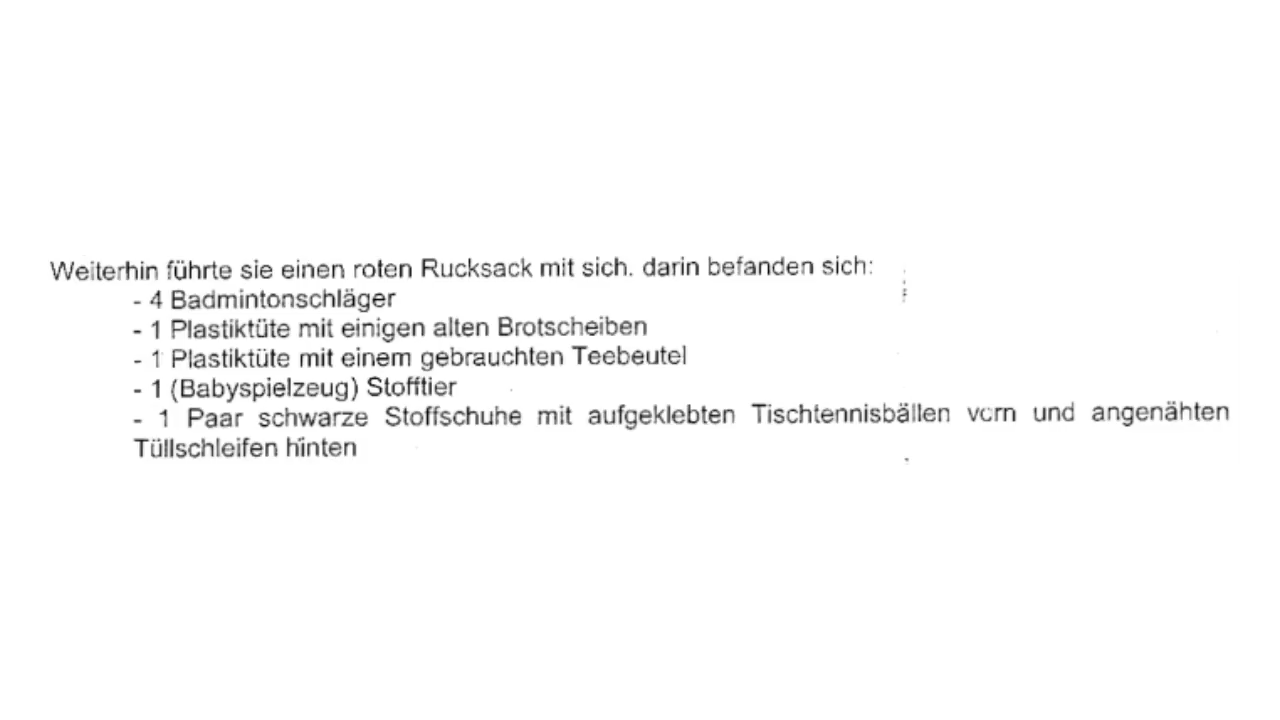 Weiterhin führte sie einen roten Rucksack mit sich. darin befanden sich:
- 4 Badmintonschläger
- 1 Plastiktüte mit einigen alten Brotscheiben
- 1 Plastiktüte mit einem gebrauchten Teebeutel
- 1 (Babyspielzeug) Stofftier
- 1 Paar schwarze Stoffschuhe mit aufgeklebten Tischtennisbällen vorn und angenähten
Tüllschleifen hinten